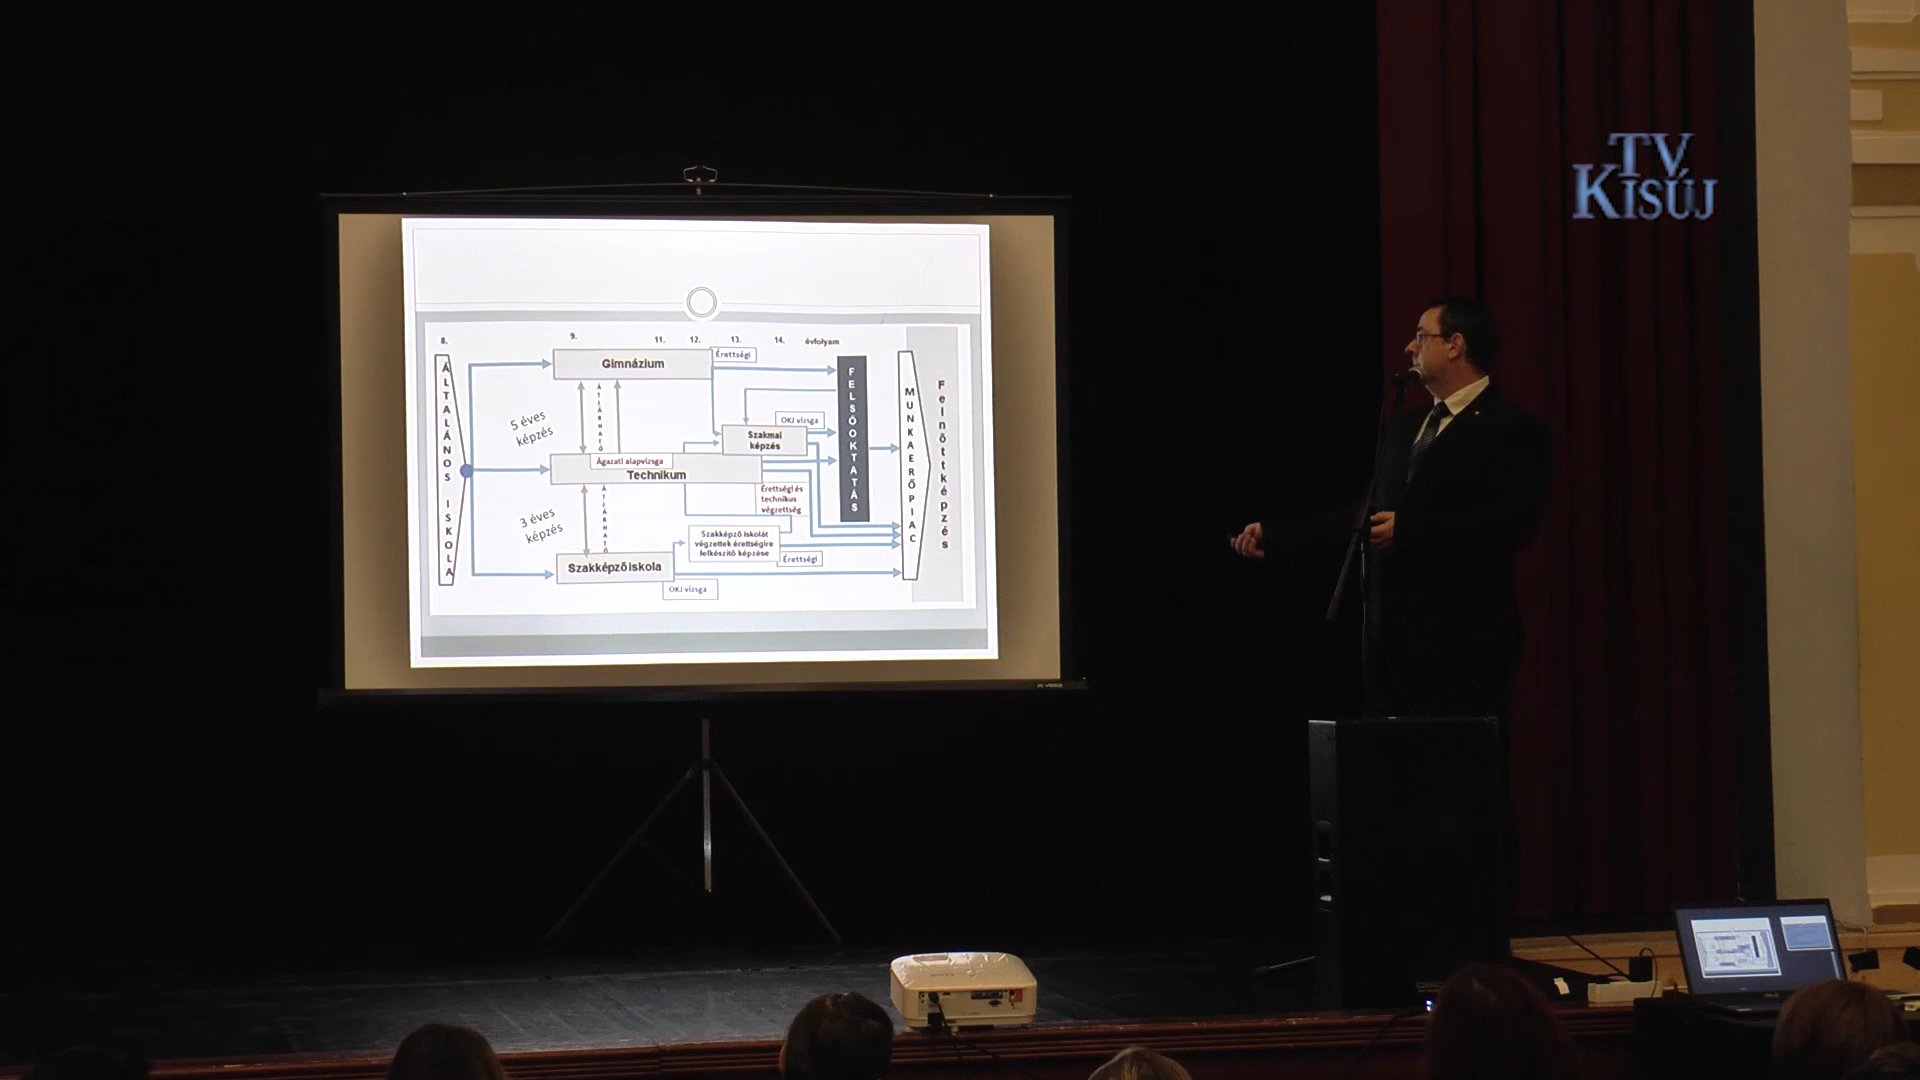 TV
KISÚJ
8.
9.
11.
12.
13.
14.
évfolyam
Érettségi
Gimnázium
ÁLTALÁNOS ISKOLA
5 éves
képzés
ÁTJÁRHATÓ
OKJ vizsga
Szakmai
képzés
FELSŐOKTATÁS
MUNKAERŐPIAC
Felnőttképzés
Ágazati alapvizsga
Technikum
Érettségi és
technikus
végzettség
3 éves
képzés
ÁTJÁRHATÓ
Szakképző iskolát
végzettek érettségire
felkészítő képzése
Érettségi
Szakképző iskola
OKJ vizsga